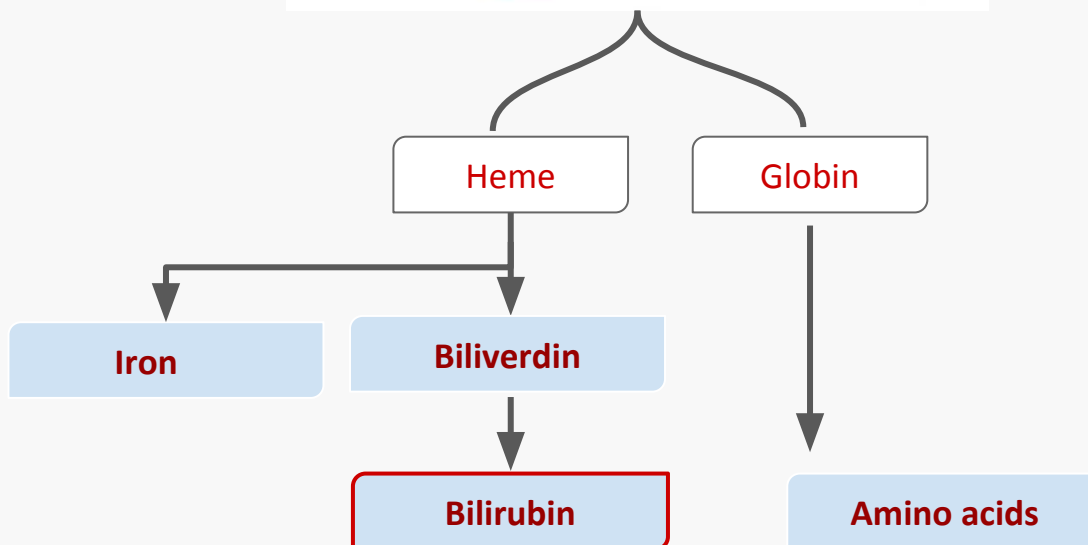 Heme
Globin
Iron
Biliverdin
Bilirubin
Amino acids